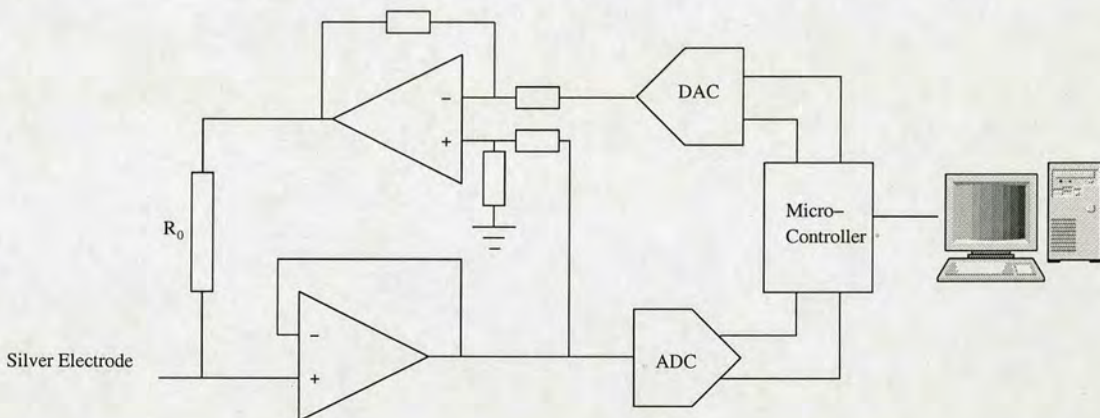 DAC
−
+
Micro–
Controller
R₀
−
+
ADC
Silver Electrode